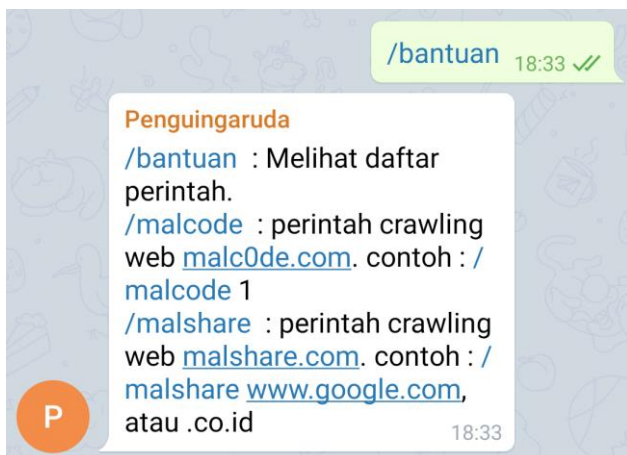 /bantuan 18:33
Penguingaruda
/bantuan : Melihat daftar
perintah.
/malcode : perintah crawling
web malc0de.com. contoh : /
malcode 1
/malshare : perintah crawling
web malshare.com. contoh : /
malshare www.google.com,
atau .co.id
18:33
P